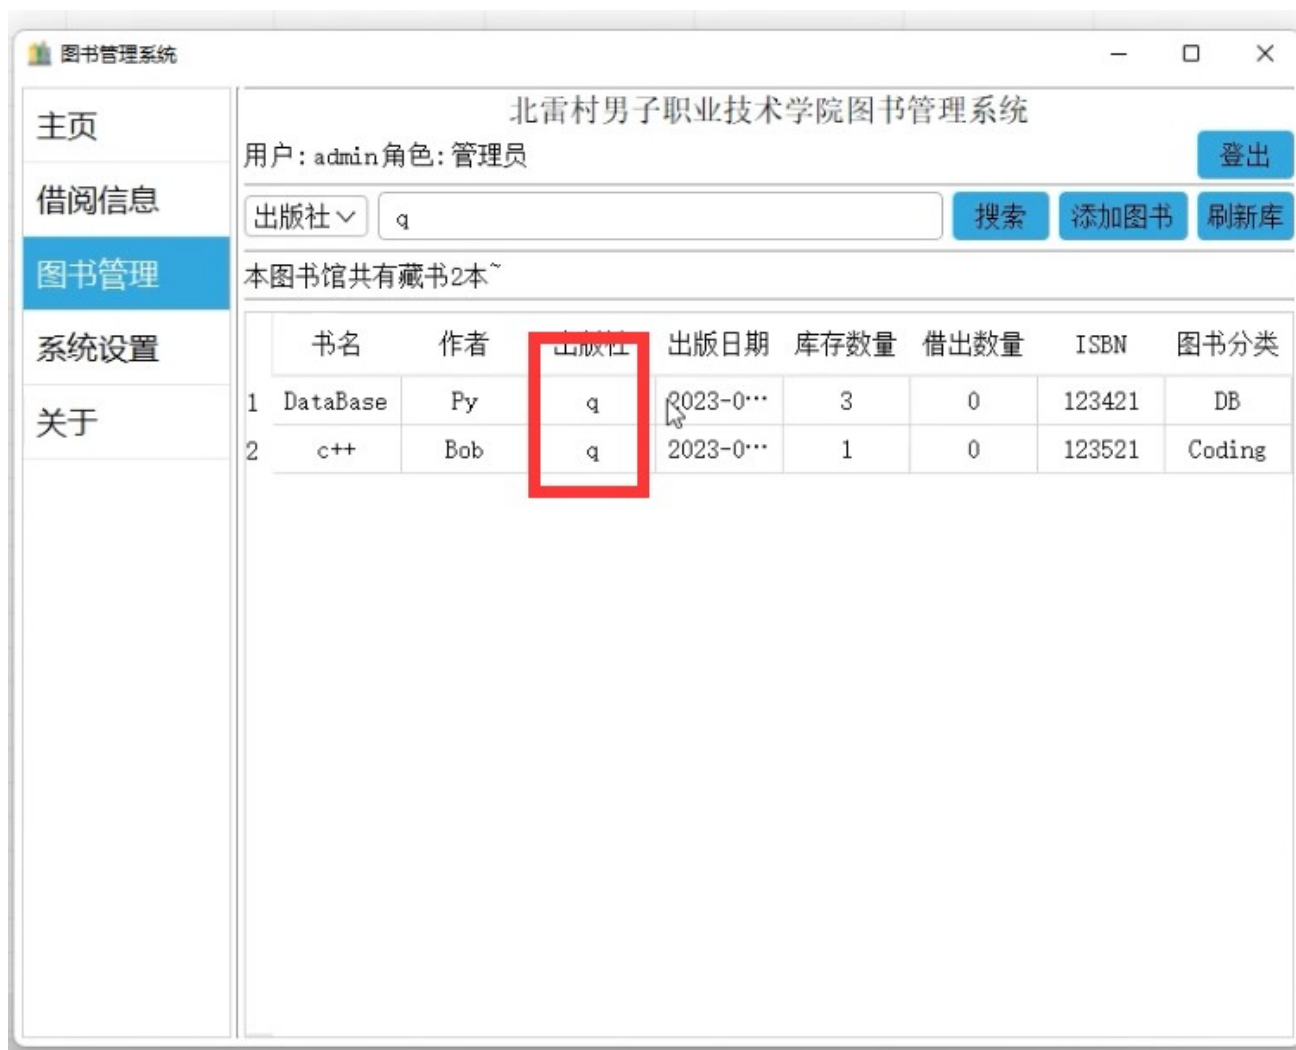 图书管理系统
北雷村男子职业技术学院图书管理系统
用户:admin角色:管理员 登出
主页
借阅信息
图书管理
系统设置
关于
出版社 q 搜索 添加图书 刷新库
本图书馆共有藏书2本~
书名 作者 出版社 出版日期 库存数量 借出数量 ISBN 图书分类
1 DataBase Py q 2023-0… 3 0 123421 DB
2 c++ Bob q 2023-0… 1 0 123521 Coding